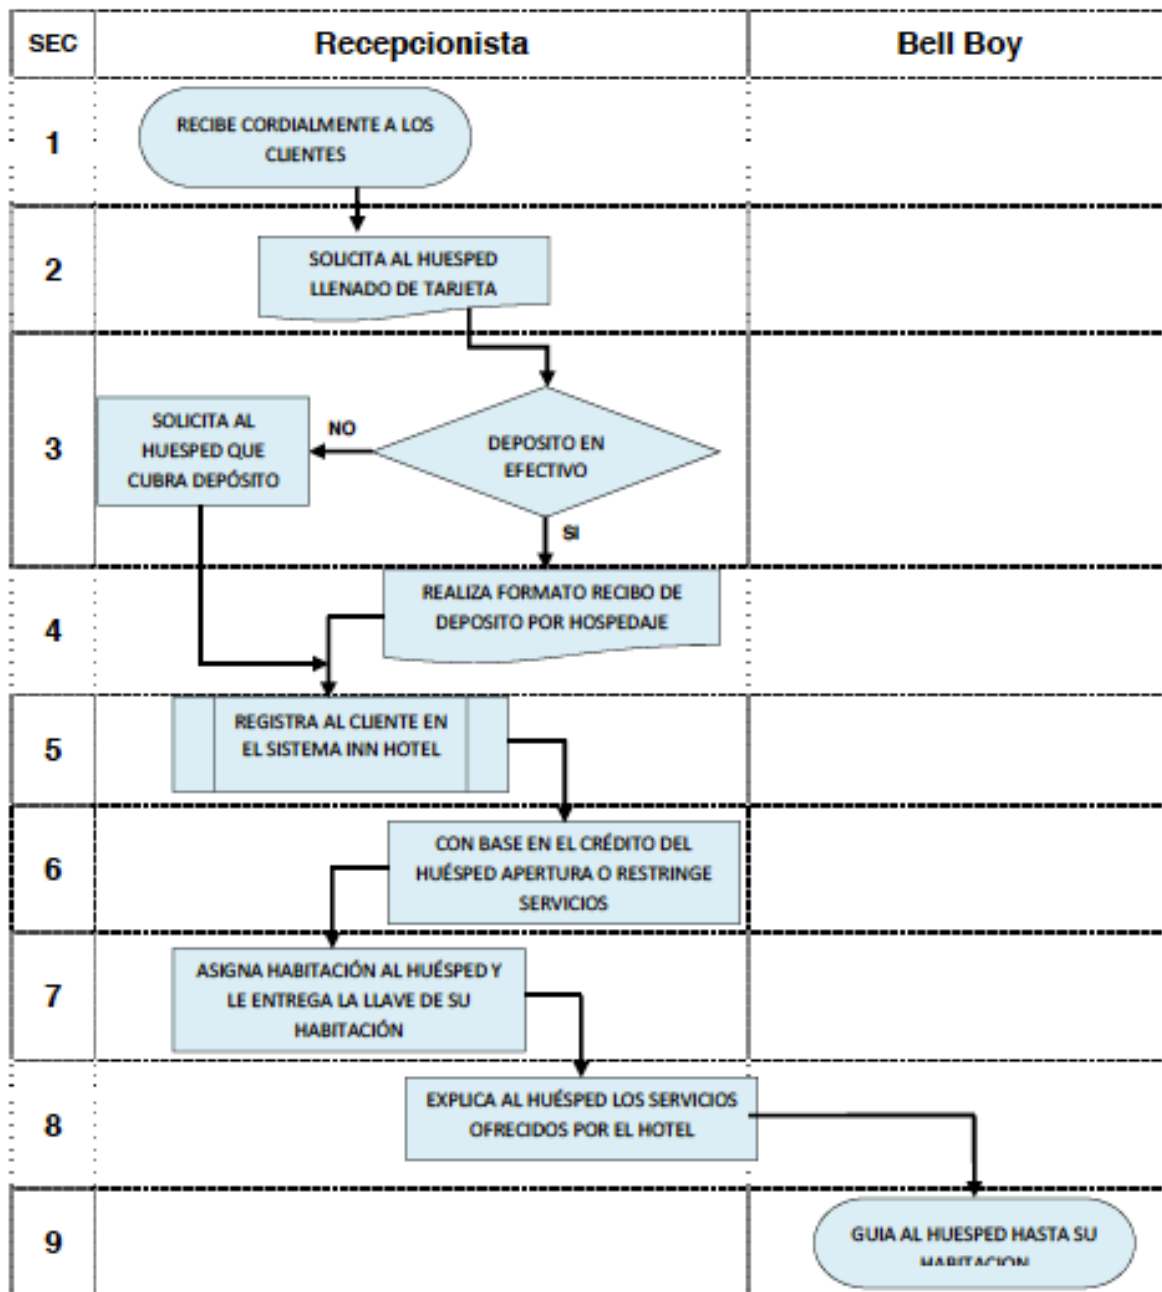 SEC
Recepcionista
Bell Boy
1
RECIBE CORDIALMENTE A LOS
CLIENTES
2
SOLICITA AL HUESPED
LLENADO DE TARJETA
3
SOLICITA AL
HUESPED QUE
CUBRA DEPÓSITO
NO
DEPOSITO EN
EFECTIVO
SI
4
REALIZA FORMATO RECIBO DE
DEPOSITO POR HOSPEDAJE
5
REGISTRA AL CLIENTE EN
EL SISTEMA INN HOTEL
6
CON BASE EN EL CRÉDITO DEL
HUÉSPED APERTURA O RESTRINGE
SERVICIOS
7
ASIGNA HABITACIÓN AL HUÉSPED Y
LE ENTREGA LA LLAVE DE SU
HABITACIÓN
8
EXPLICA AL HUÉSPED LOS SERVICIOS
OFRECIDOS POR EL HOTEL
9
GUIA AL HUESPED HASTA SU
HABITACION